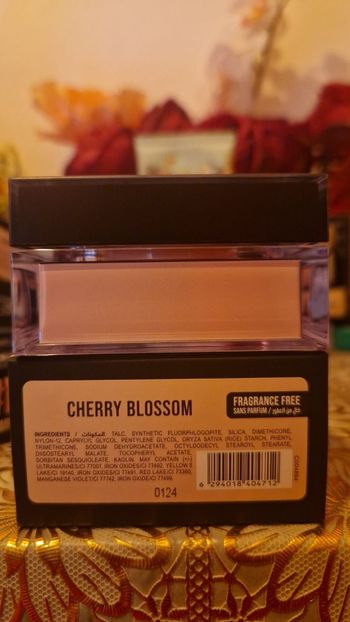 CHERRY BLOSSOM
FRAGRANCE FREE
SANS PARFUM / خال من العطور
INGREDIENTS / المكونات: TALC, SYNTHETIC FLUORPHLOGOPITE, SILICA, DIMETHICONE,
NYLON-12, CAPRYLYL GLYCOL, PENTYLENE GLYCOL, ORYZA SATIVA (RICE) STARCH, PHENYL
TRIMETHICONE, SODIUM DEHYDROACETATE, OCTYLDODECYL STEAROYL STEARATE,
DIISOSTEARYL MALATE, TOCOPHERYL ACETATE,
SORBITAN SESQUIOLEATE, KAOLIN. MAY CONTAIN (+/-)
ULTRAMARINES/CI 77007, IRON OXIDES/CI 77492, YELLOW 5
LAKE/CI 19140, IRON OXIDES/CI 77491, RED LAKE/CI 73360,
MANGANESE VIOLET/CI 77742, IRON OXIDES/CI 77499.
6 294018 404712
0124